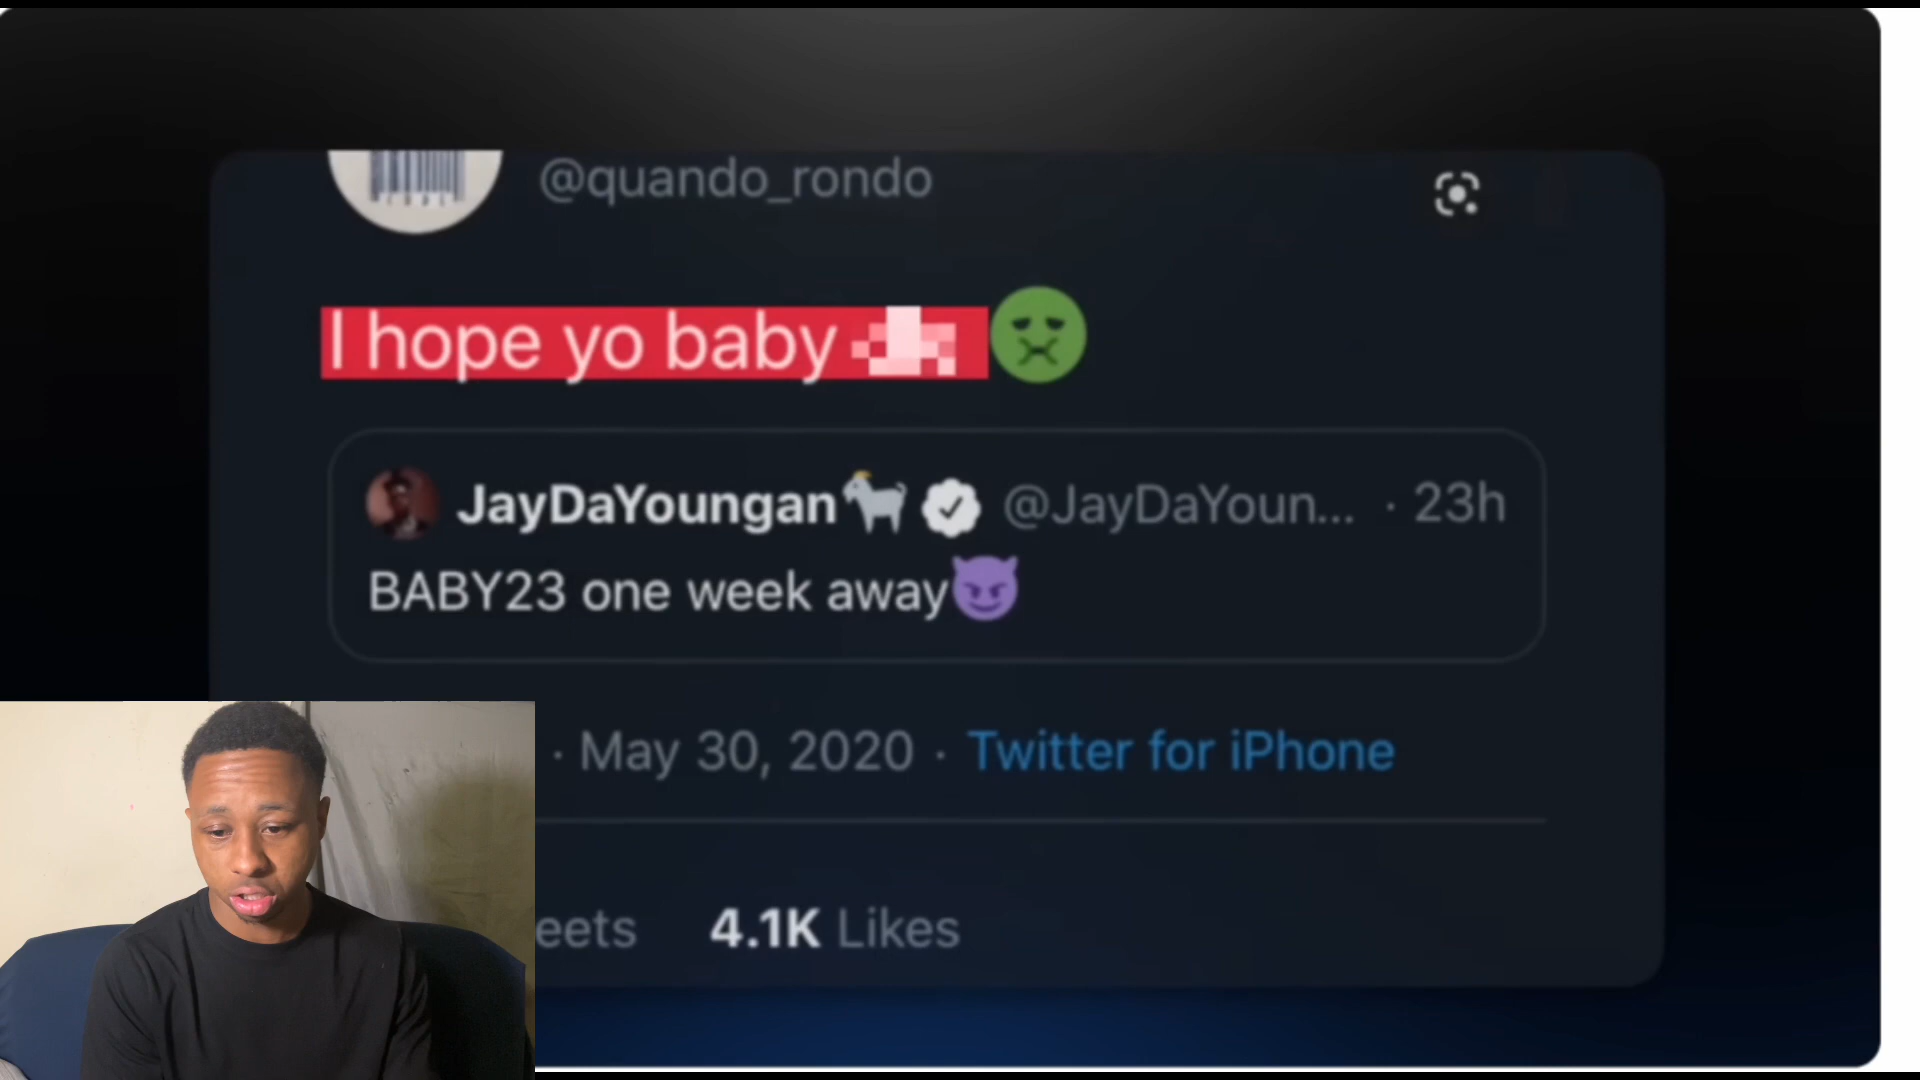 @quando_rondo
I hope yo baby
JayDaYoungan🐐 @JayDaYoun... · 23h
BABY23 one week away😈
· May 30, 2020 · Twitter for iPhone
eets 4.1K Likes